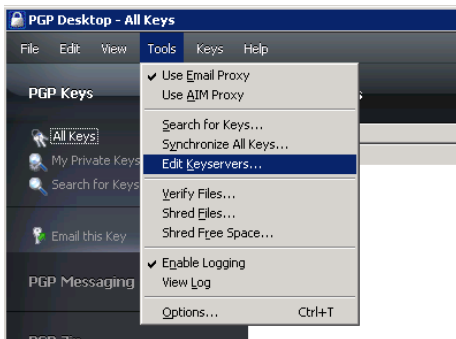 PGP Desktop - All Keys
File Edit View Tools Keys Help
PGP Keys
All Keys
My Private Keys
Search for Keys
Email this Key
PGP Messaging
Use Email Proxy
Use AIM Proxy
Search for Keys...
Synchronize All Keys...
Edit Keyservers...
Verify Files...
Shred Files...
Shred Free Space...
Enable Logging
View Log
Options... Ctrl+T